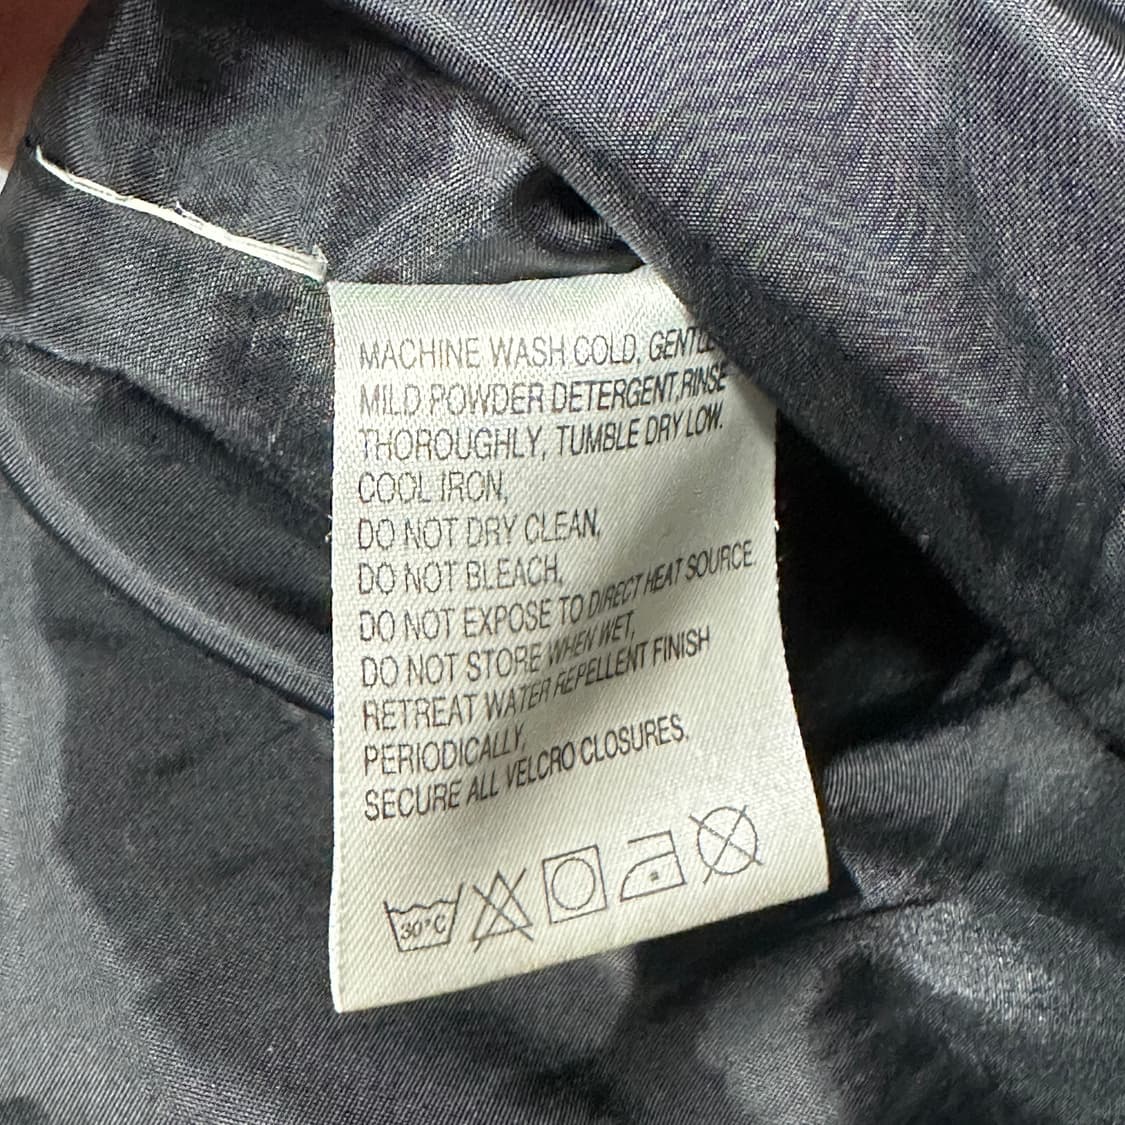 MACHINE WASH COLD, GENTLE
MILD POWDER DETERGENT,RINSE
THOROUGHLY, TUMBLE DRY LOW.
COOL IRON,
DO NOT DRY CLEAN,
DO NOT BLEACH,
DO NOT EXPOSE TO DIRECT HEAT SOURCE.
DO NOT STORE WHEN WET,
RETREAT WATER REPELLENT FINISH
PERIODICALLY,
SECURE ALL VELCRO CLOSURES.
30°C